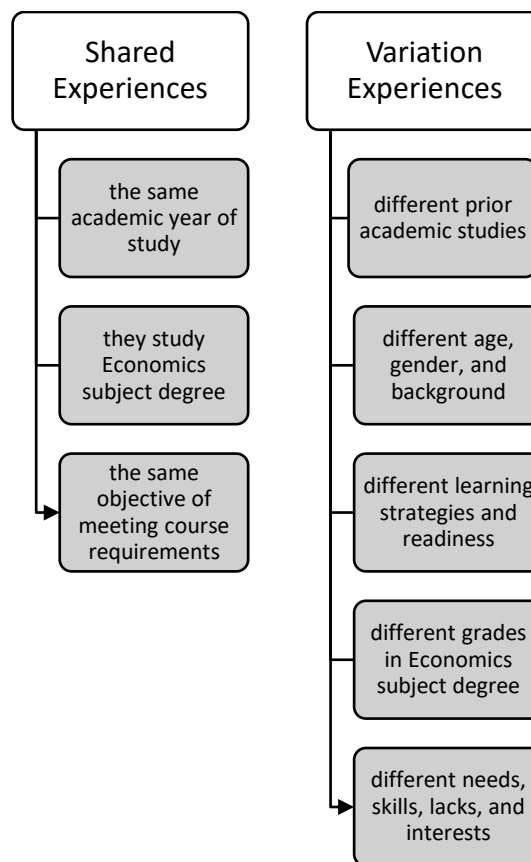 Shared
Experiences
the same
academic year of
study
they study
Economics
subject degree
the same
objective of
meeting course
requirements
Variation
Experiences
different prior
academic studies
different age,
gender, and
background
different learning
strategies and
readiness
different grades
in Economics
subject degree
different needs,
skills, lacks, and
interests